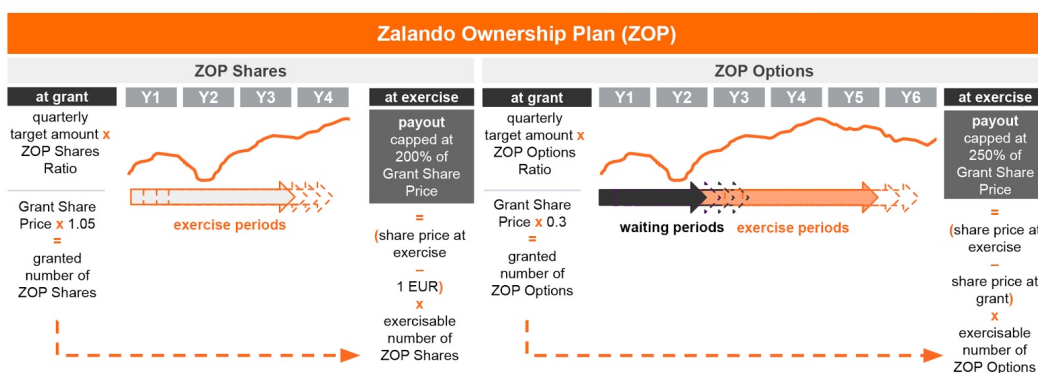 Zalando Ownership Plan (ZOP)
ZOP Shares
at grant
Y1 Y2 Y3 Y4
at exercise
quarterly
target amount x
ZOP Shares
Ratio
Grant Share
Price x 1.05
=
granted
number of
ZOP Shares
exercise periods
payout
capped at
200% of
Grant Share
Price
=
(share price at
exercise
–
1 EUR)
x
exercisable
number of
ZOP Shares
ZOP Options
at grant
Y1 Y2 Y3 Y4 Y5 Y6
at exercise
quarterly
target amount x
ZOP Options
Ratio
Grant Share
Price x 0.3
=
granted
number of
ZOP Options
waiting periods exercise periods
payout
capped at
250% of
Grant Share
Price
=
(share price at
exercise
–
share price at
grant)
x
exercisable
number of
ZOP Options